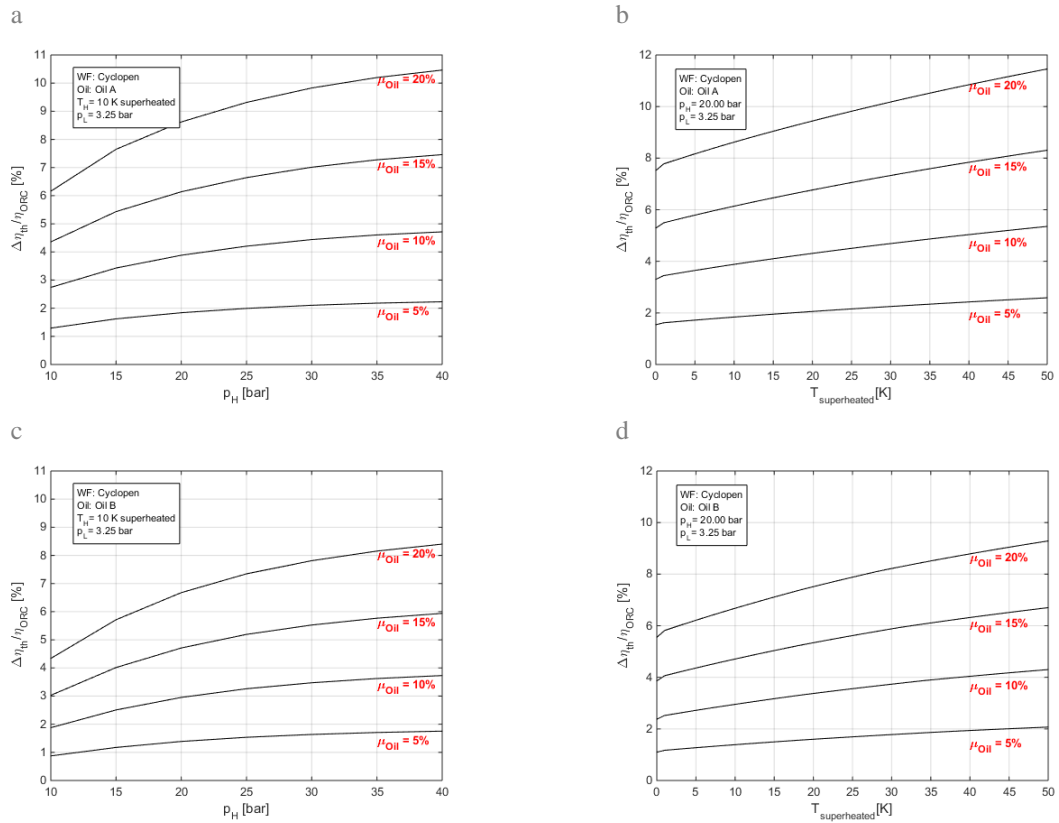 a
11
10
9
8
7
6
5
4
3
2
1
0
Δη_th/η_ORC [%]
WF: Cyclopen
Oil: Oil A
T_H= 10 K superheated
p_L= 3.25 bar
μ_Oil = 20%
μ_Oil = 15%
μ_Oil = 10%
μ_Oil = 5%
10 15 20 25 30 35 40
p_H [bar]
b
12
10
8
6
4
2
0
Δη_th/η_ORC [%]
WF: Cyclopen
Oil: Oil A
p_H= 20.00 bar
p_L= 3.25 bar
μ_Oil = 20%
μ_Oil = 15%
μ_Oil = 10%
μ_Oil = 5%
0 5 10 15 20 25 30 35 40 45 50
T_superheated[K]
c
11
10
9
8
7
6
5
4
3
2
1
0
Δη_th/η_ORC [%]
WF: Cyclopen
Oil: Oil B
T_H= 10 K superheated
p_L= 3.25 bar
μ_Oil = 20%
μ_Oil = 15%
μ_Oil = 10%
μ_Oil = 5%
10 15 20 25 30 35 40
p_H [bar]
d
12
10
8
6
4
2
0
Δη_th/η_ORC [%]
WF: Cyclopen
Oil: Oil B
p_H= 20.00 bar
p_L= 3.25 bar
μ_Oil = 20%
μ_Oil = 15%
μ_Oil = 10%
μ_Oil = 5%
0 5 10 15 20 25 30 35 40 45 50
T_superheated[K]